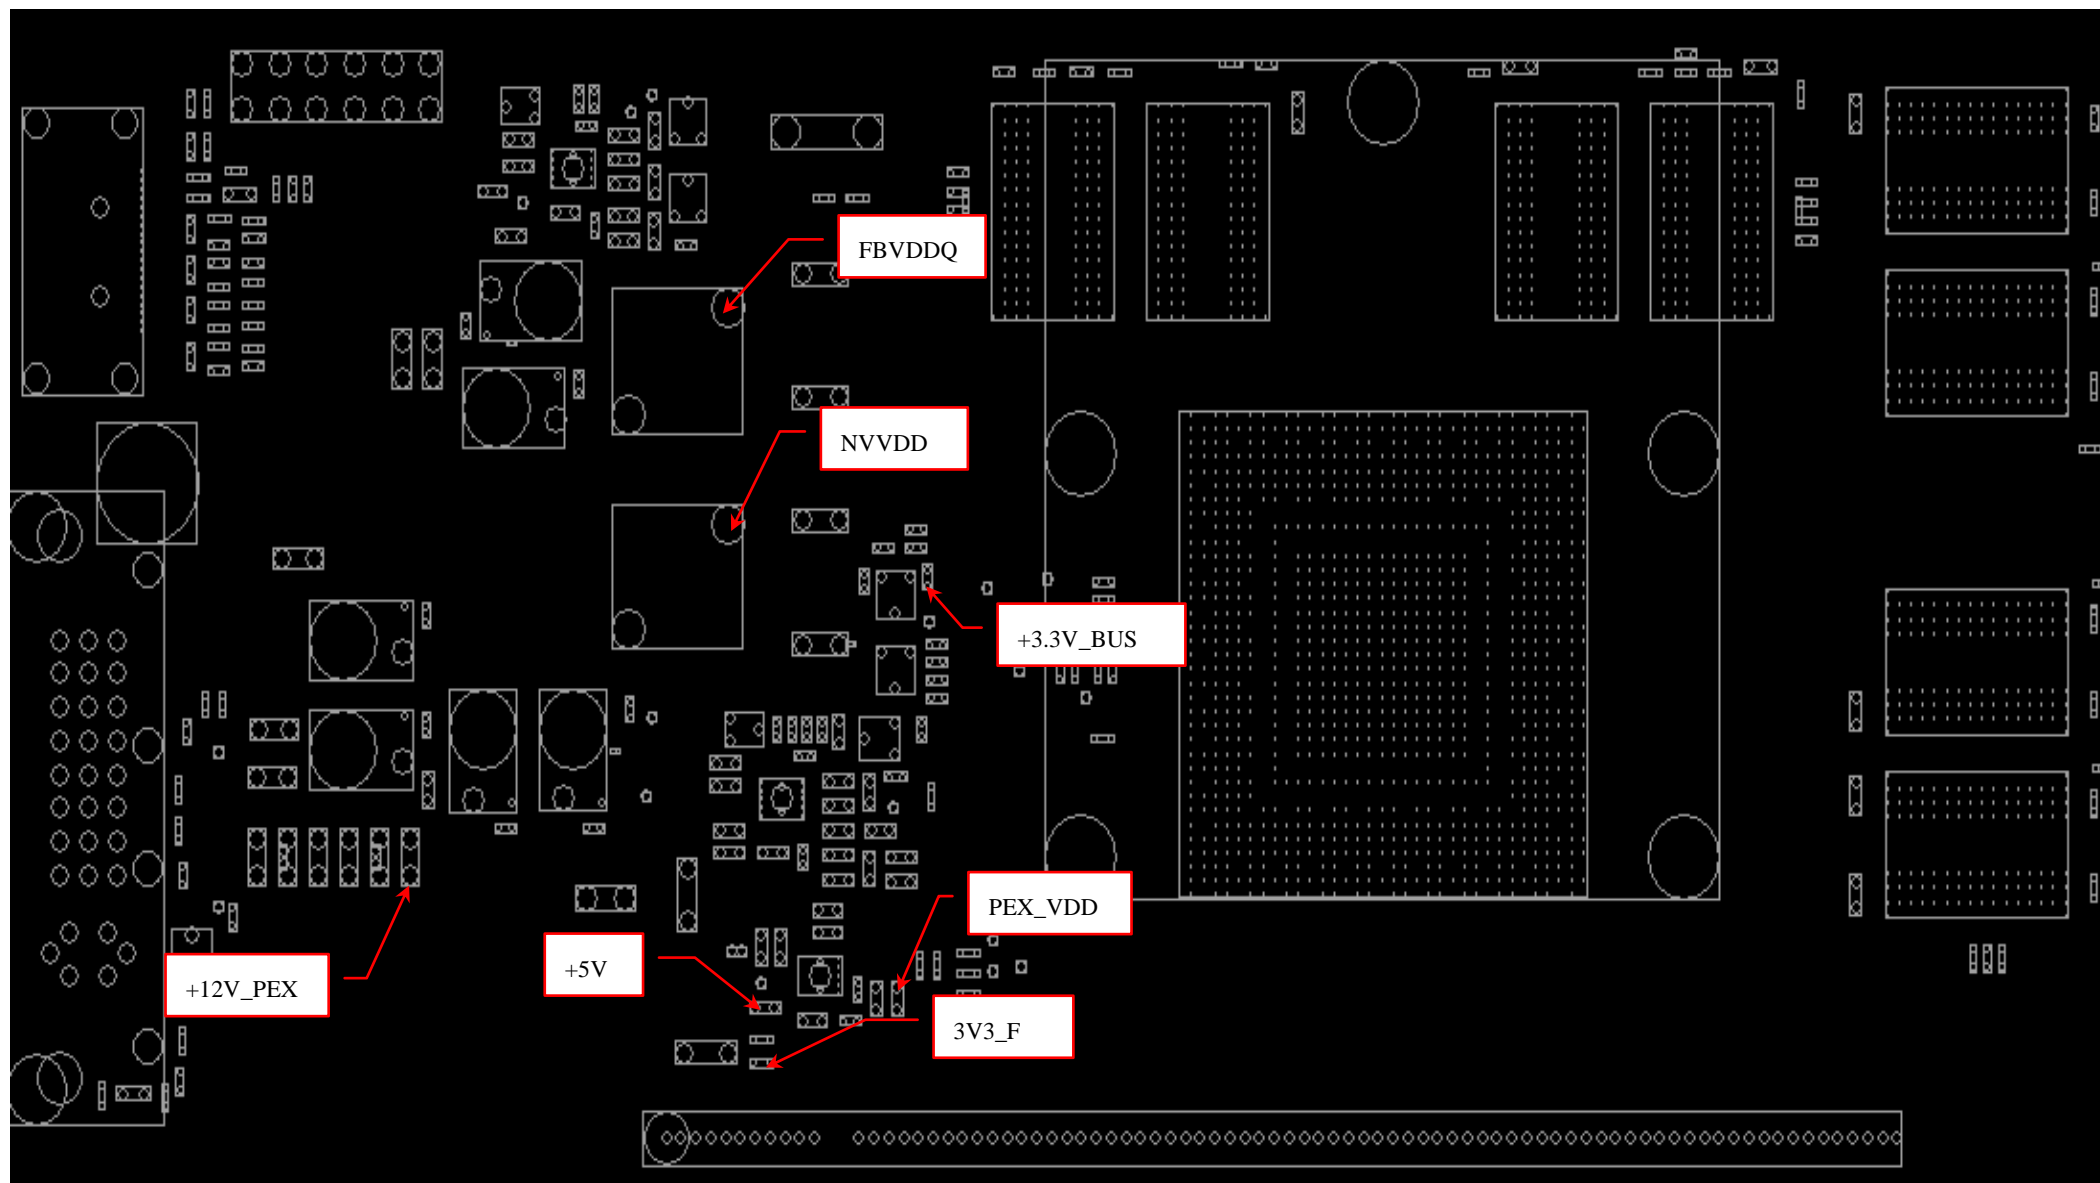 FBVDDQ
NVVDD
+3.3V_BUS
PEX_VDD
+5V
+12V_PEX
3V3_F